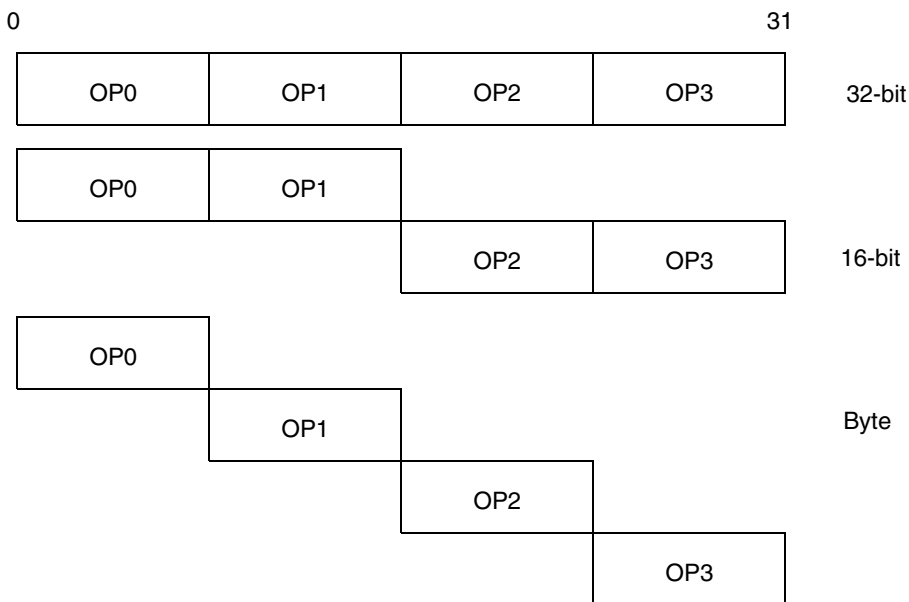 0 31
OP0 OP1 OP2 OP3 32-bit
OP0 OP1
OP2 OP3 16-bit
OP0
OP1 Byte
OP2
OP3